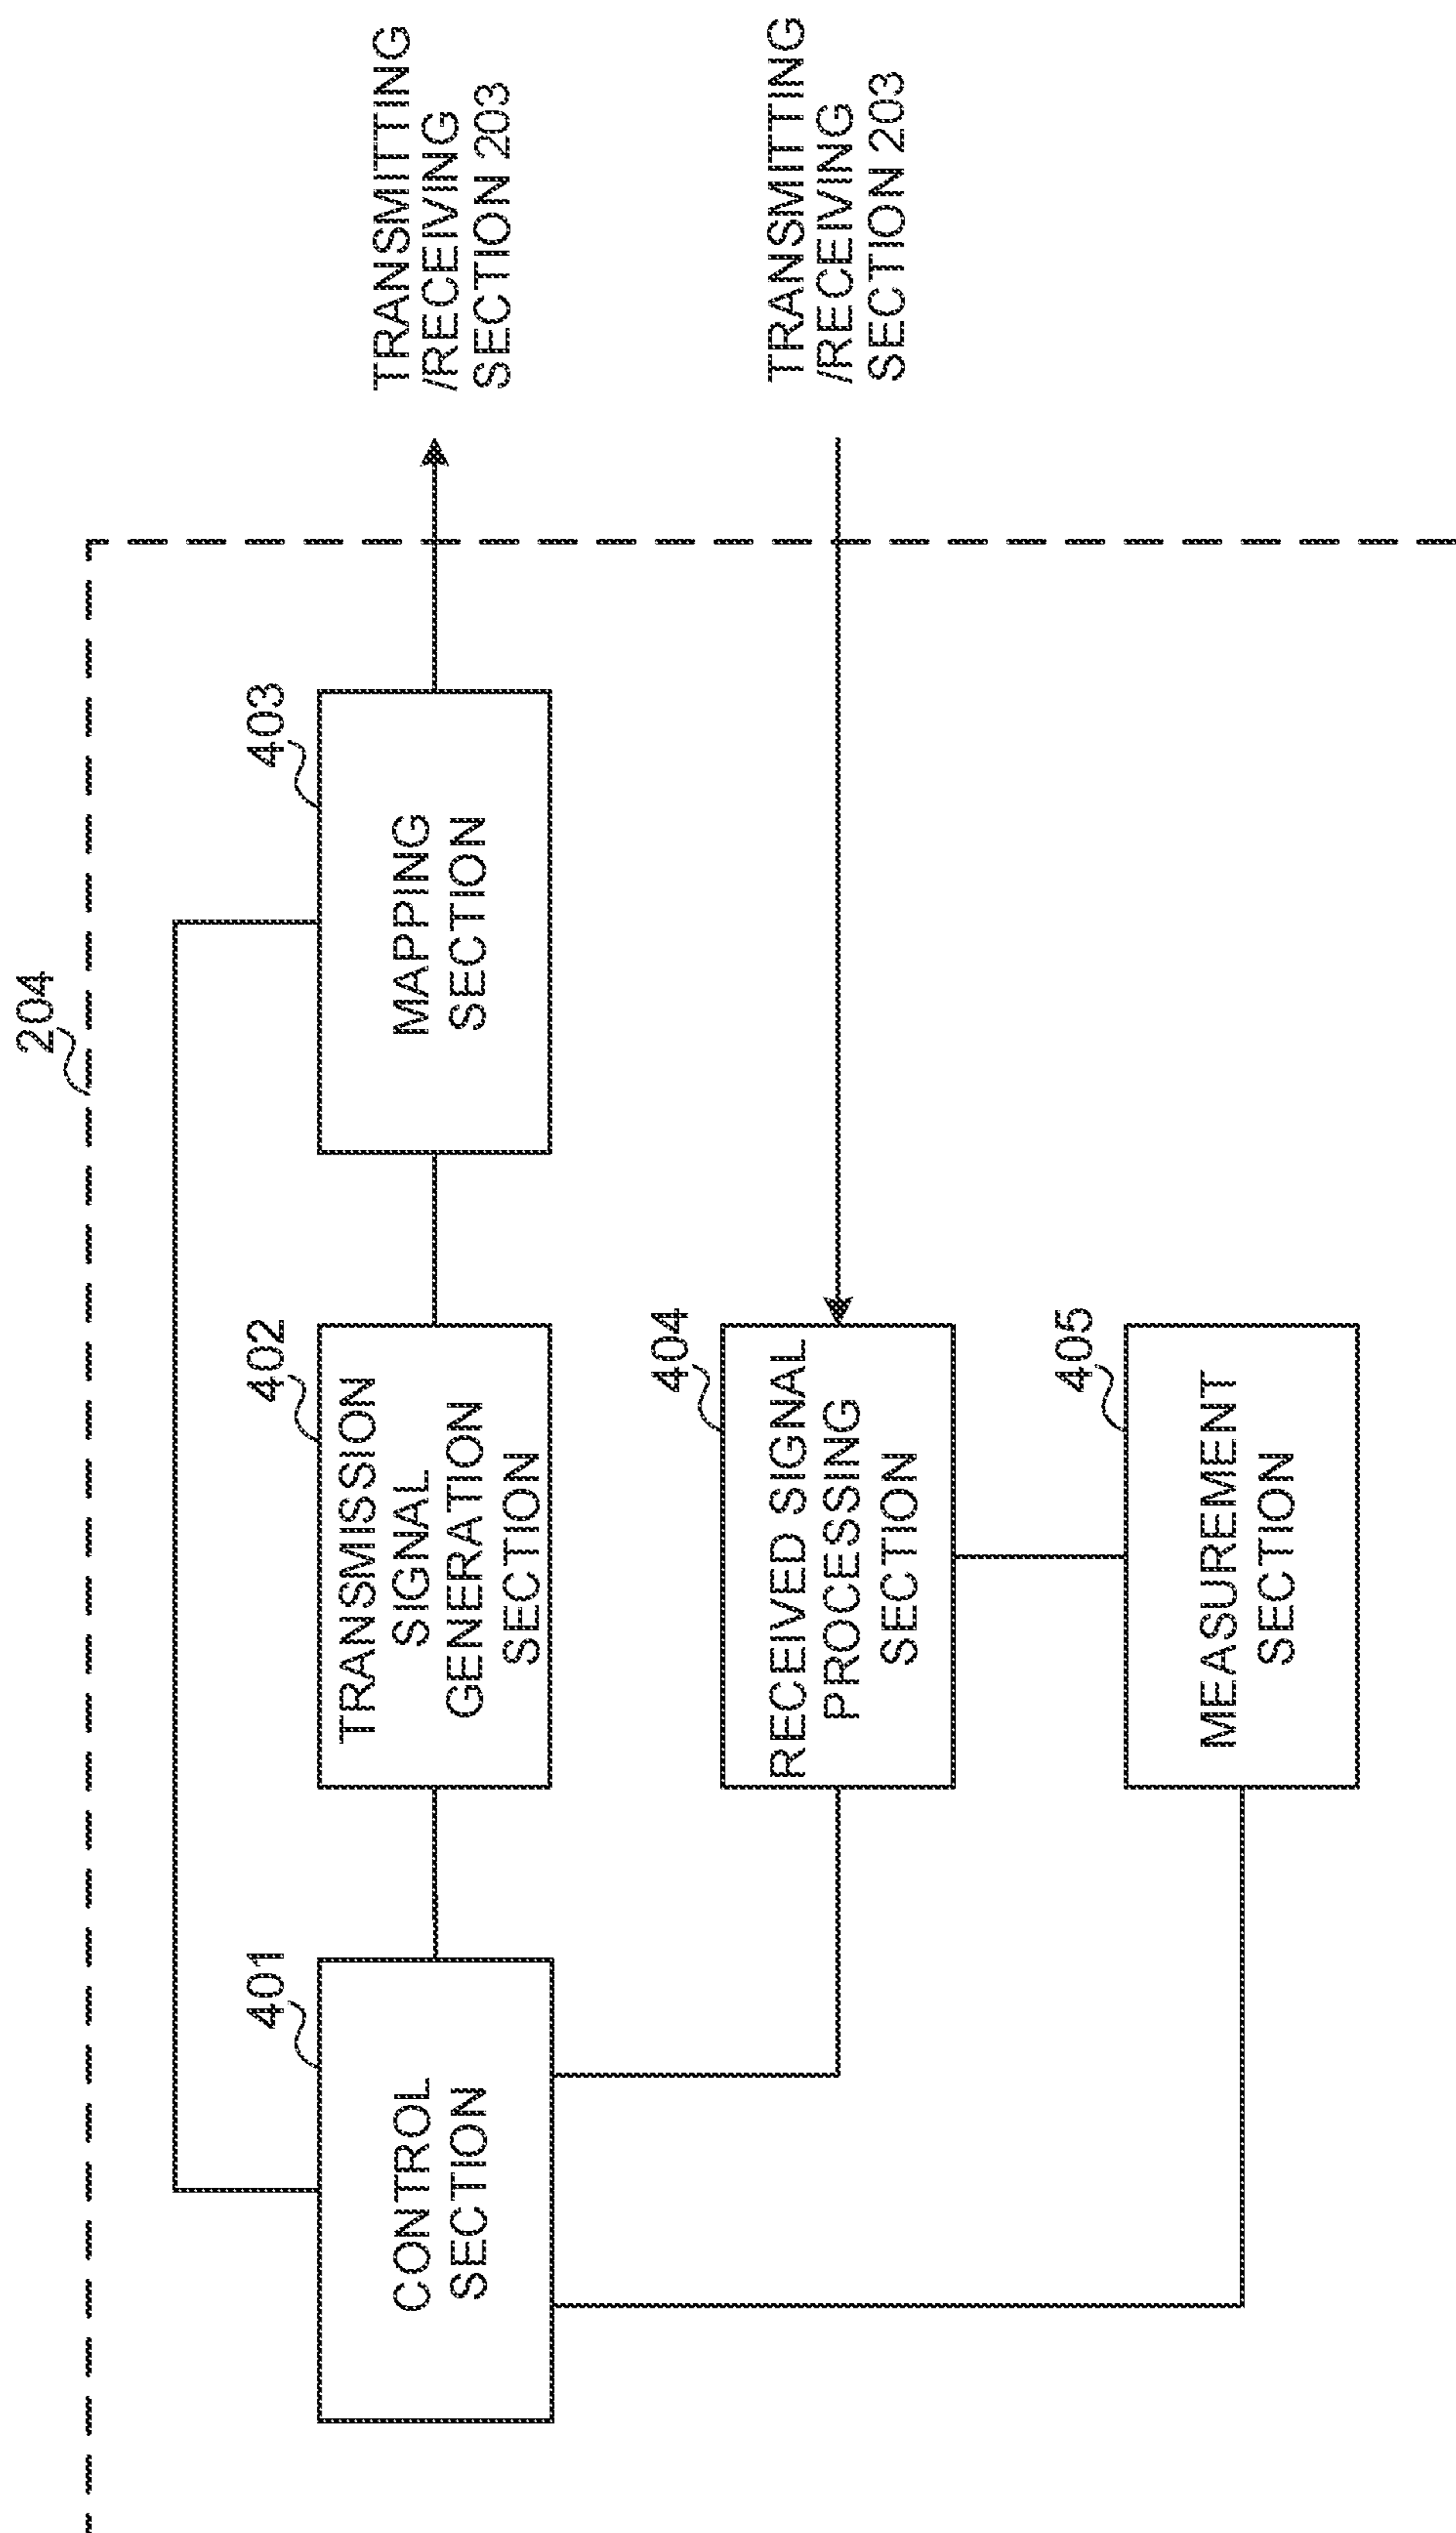 204
401
CONTROL
SECTION
402
TRANSMISSION
SIGNAL
GENERATION
SECTION
403
MAPPING
SECTION
TRANSMITTING
/RECEIVING
SECTION 203
404
RECEIVED SIGNAL
PROCESSING
SECTION
TRANSMITTING
/RECEIVING
SECTION 203
405
MEASUREMENT
SECTION